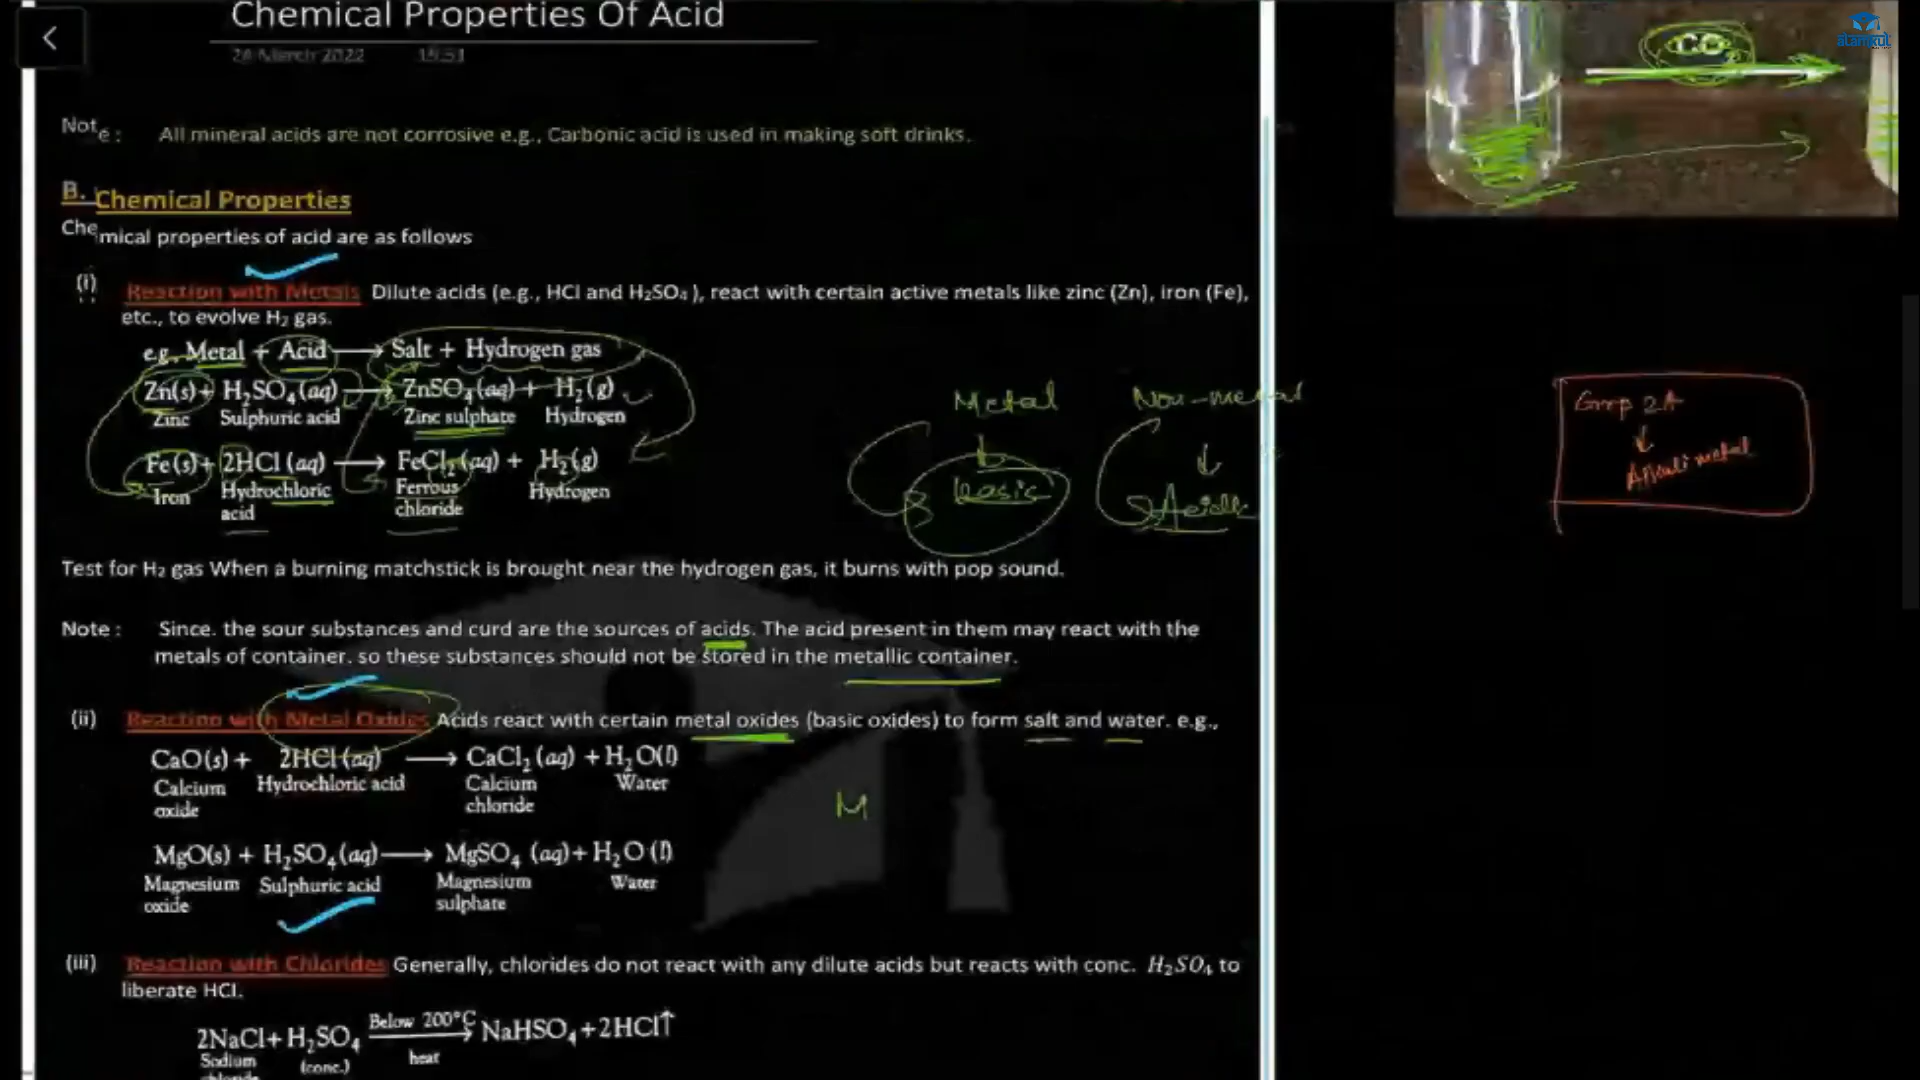 Chemical Properties Of Acid
24 March 2022 15:51
CO2
alamkul
Note : All mineral acids are not corrosive e.g., Carbonic acid is used in making soft drinks.
B. Chemical Properties
Chemical properties of acid are as follows
(i) Reaction with Metals Dilute acids (e.g., HCl and H₂SO₄ ), react with certain active metals like zinc (Zn), iron (Fe),
etc., to evolve H₂ gas.
e.g. Metal + Acid ⟶ Salt + Hydrogen gas
Zn(s) + H₂SO₄ (aq) ⟶ ZnSO₄ (aq) + H₂(g)
Zinc Sulphuric acid Zinc sulphate Hydrogen
Fe(s) + 2HCl (aq) ⟶ FeCl₂ (aq) + H₂(g)
Iron Hydrochloric Ferrous Hydrogen
acid chloride
Metal Non-metal
↓ ↓
basic Acidic
Grup 2A
↓
Alkali metal
Test for H₂ gas When a burning matchstick is brought near the hydrogen gas, it burns with pop sound.
Note : Since. the sour substances and curd are the sources of acids. The acid present in them may react with the
metals of container. so these substances should not be stored in the metallic container.
(ii) Reaction with Metal Oxides Acids react with certain metal oxides (basic oxides) to form salt and water. e.g.,
CaO(s) + 2HCl (aq) ⟶ CaCl₂ (aq) + H₂O(l)
Calcium Hydrochloric acid Calcium Water
oxide chloride
M
MgO(s) + H₂SO₄ (aq) ⟶ MgSO₄ (aq) + H₂O (l)
Magnesium Sulphuric acid Magnesium Water
oxide sulphate
(iii) Reaction with Chlorides Generally, chlorides do not react with any dilute acids but reacts with conc. H₂SO₄ to
liberate HCl.
2NaCl + H₂SO₄ Below 200°C ⟶ heat NaHSO₄ + 2HCl↑
Sodium (conc.)
chloride